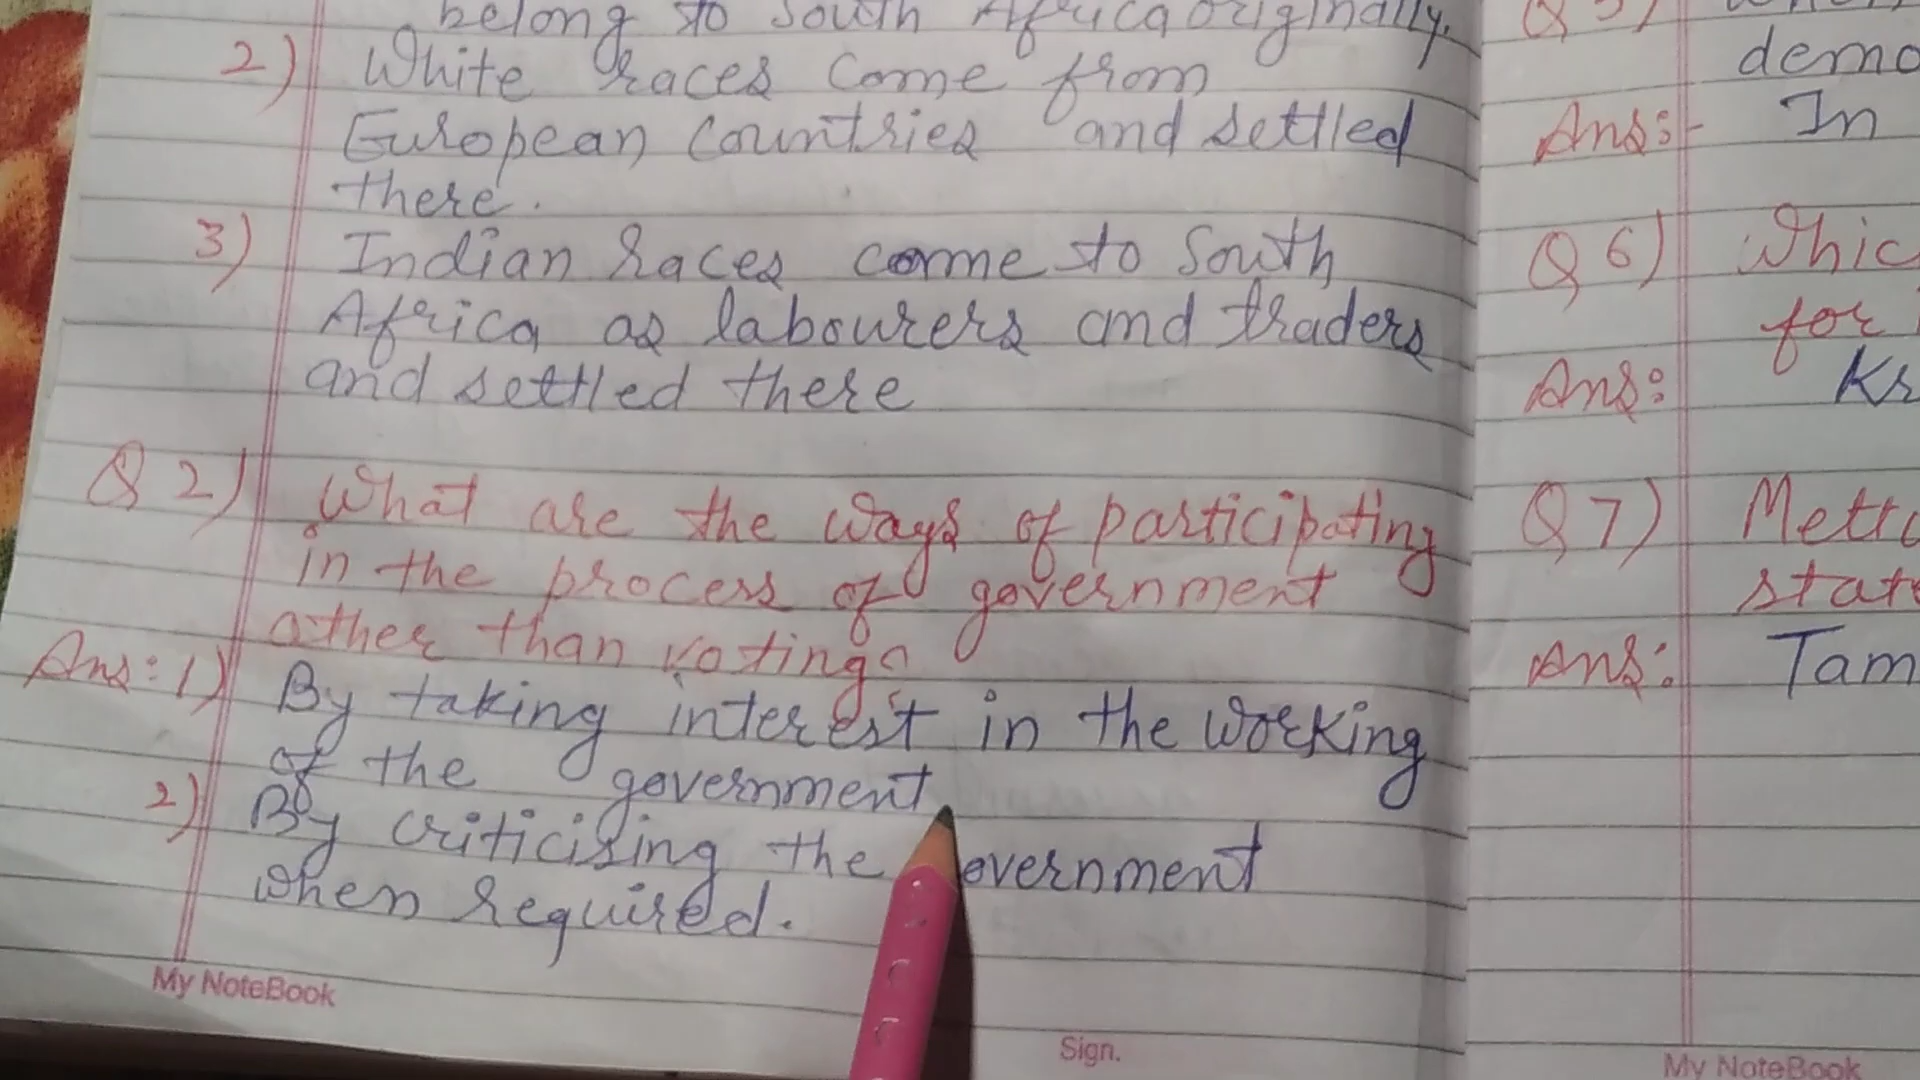 belong to South Africa originally.
2) White races come from
European countries and settled
there.
3) Indian races come to South
Africa as labourers and traders
and settled there
Q 2) What are the ways of participating
in the process of government
other than voting?
Ans: 1) By taking interest in the working
of the government
2) By criticising the government
when required.
My NoteBook
Sign.
demo
Ans:- In
Q 6) Whic
for
Ans: Kr
Q 7) Metro
state
Ans: Tam
My NoteBook